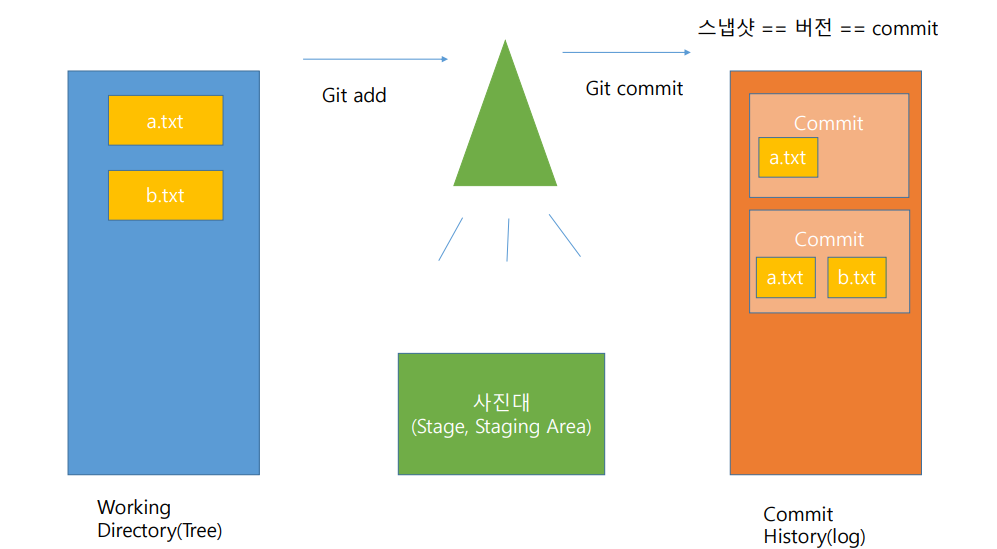 스냅샷 == 버전 == commit
Git add
Git commit
a.txt
b.txt
Commit
a.txt
Commit
a.txt
b.txt
사진대
(Stage, Staging Area)
Working
Directory(Tree)
Commit
History(log)